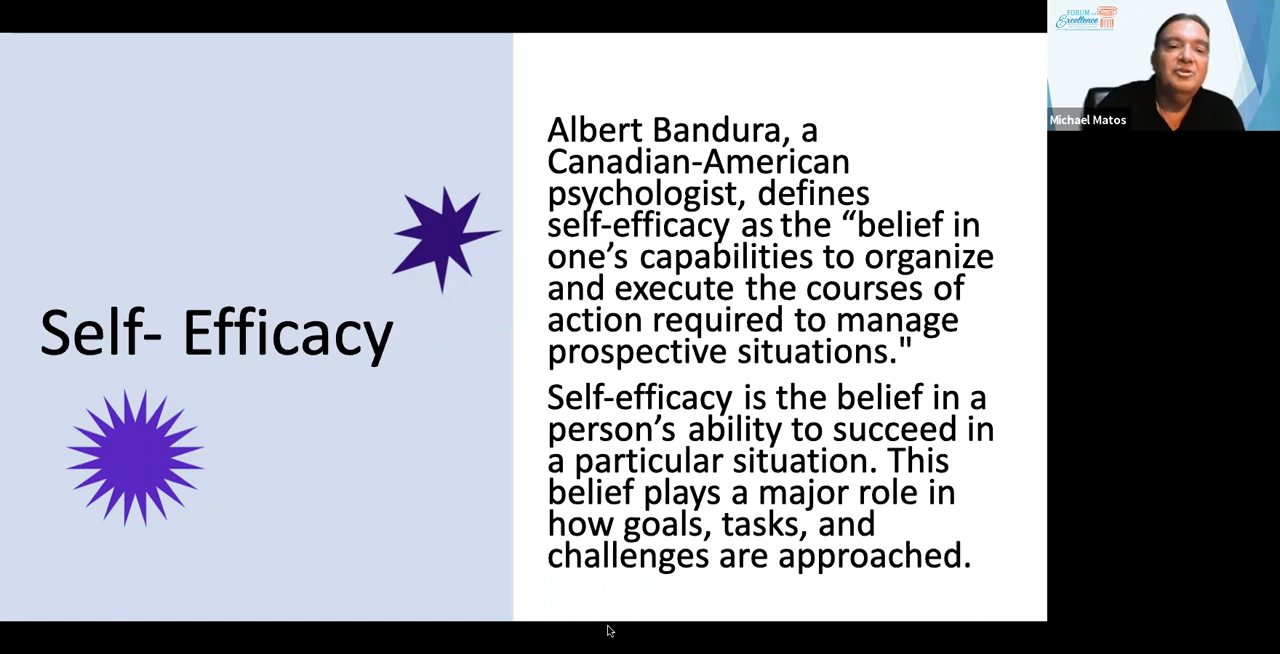 Self- Efficacy
Albert Bandura, a
Canadian-American
psychologist, defines
self-efficacy as the “belief in
one’s capabilities to organize
and execute the courses of
action required to manage
prospective situations."
Self-efficacy is the belief in a
person’s ability to succeed in
a particular situation. This
belief plays a major role in
how goals, tasks, and
challenges are approached.
FORUM
Excellence
Michael Matos